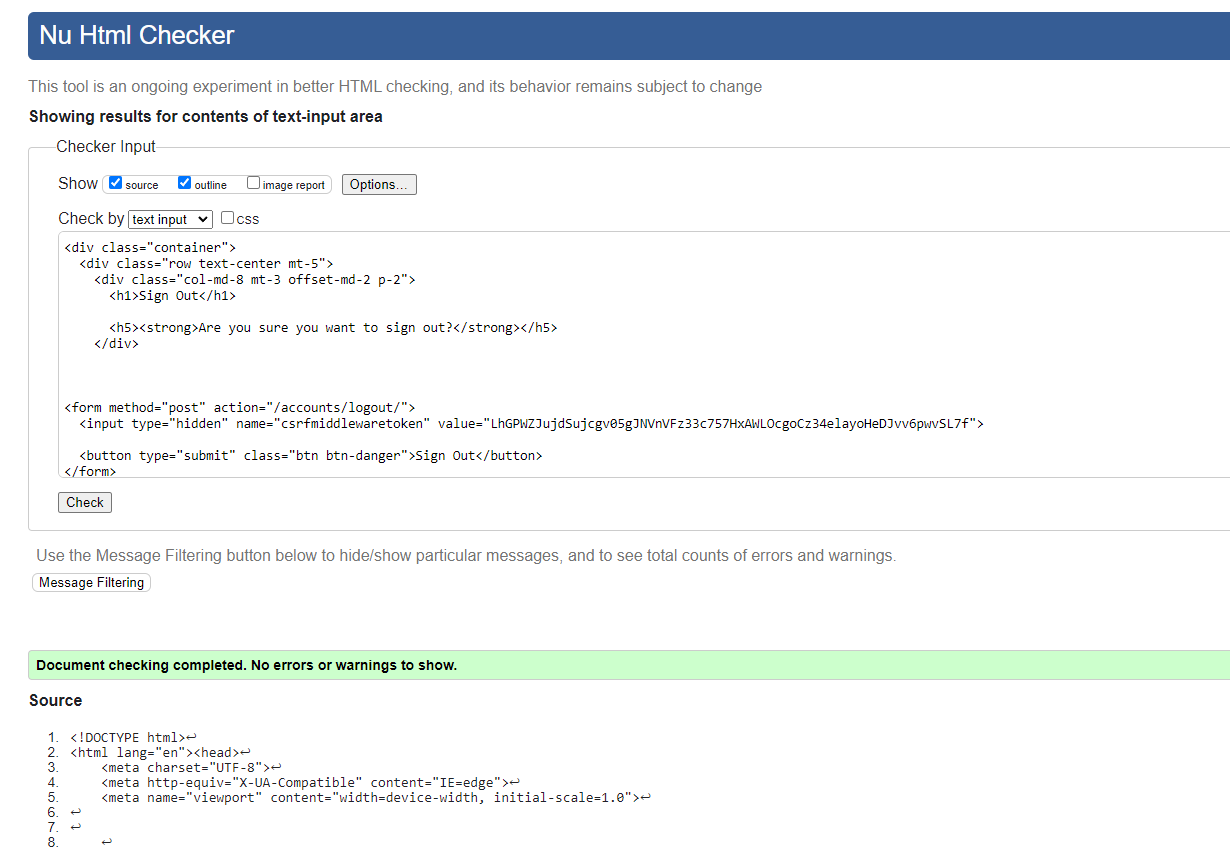 Nu Html Checker
This tool is an ongoing experiment in better HTML checking, and its behavior remains subject to change
Showing results for contents of text-input area
Checker Input
Show source outline image report Options...
Check by text input css
<div class="container">
  <div class="row text-center mt-5">
    <div class="col-md-8 mt-3 offset-md-2 p-2">
      <h1>Sign Out</h1>
      <h5><strong>Are you sure you want to sign out?</strong></h5>
    </div>
<form method="post" action="/accounts/logout/">
  <input type="hidden" name="csrfmiddlewaretoken" value="LhGPWZJujdSujcgv05gJNVnVFz33c757HxAWLOcgoCz34elayoHeDJvv6pwvSL7f">
  <button type="submit" class="btn btn-danger">Sign Out</button>
</form>
Check
Use the Message Filtering button below to hide/show particular messages, and to see total counts of errors and warnings.
Message Filtering
Document checking completed. No errors or warnings to show.
Source
1. <!DOCTYPE html>↩
2. <html lang="en"><head>↩
3.     <meta charset="UTF-8">↩
4.     <meta http-equiv="X-UA-Compatible" content="IE=edge">↩
5.     <meta name="viewport" content="width=device-width, initial-scale=1.0">↩
6. ↩
7. ↩
8.     ↩